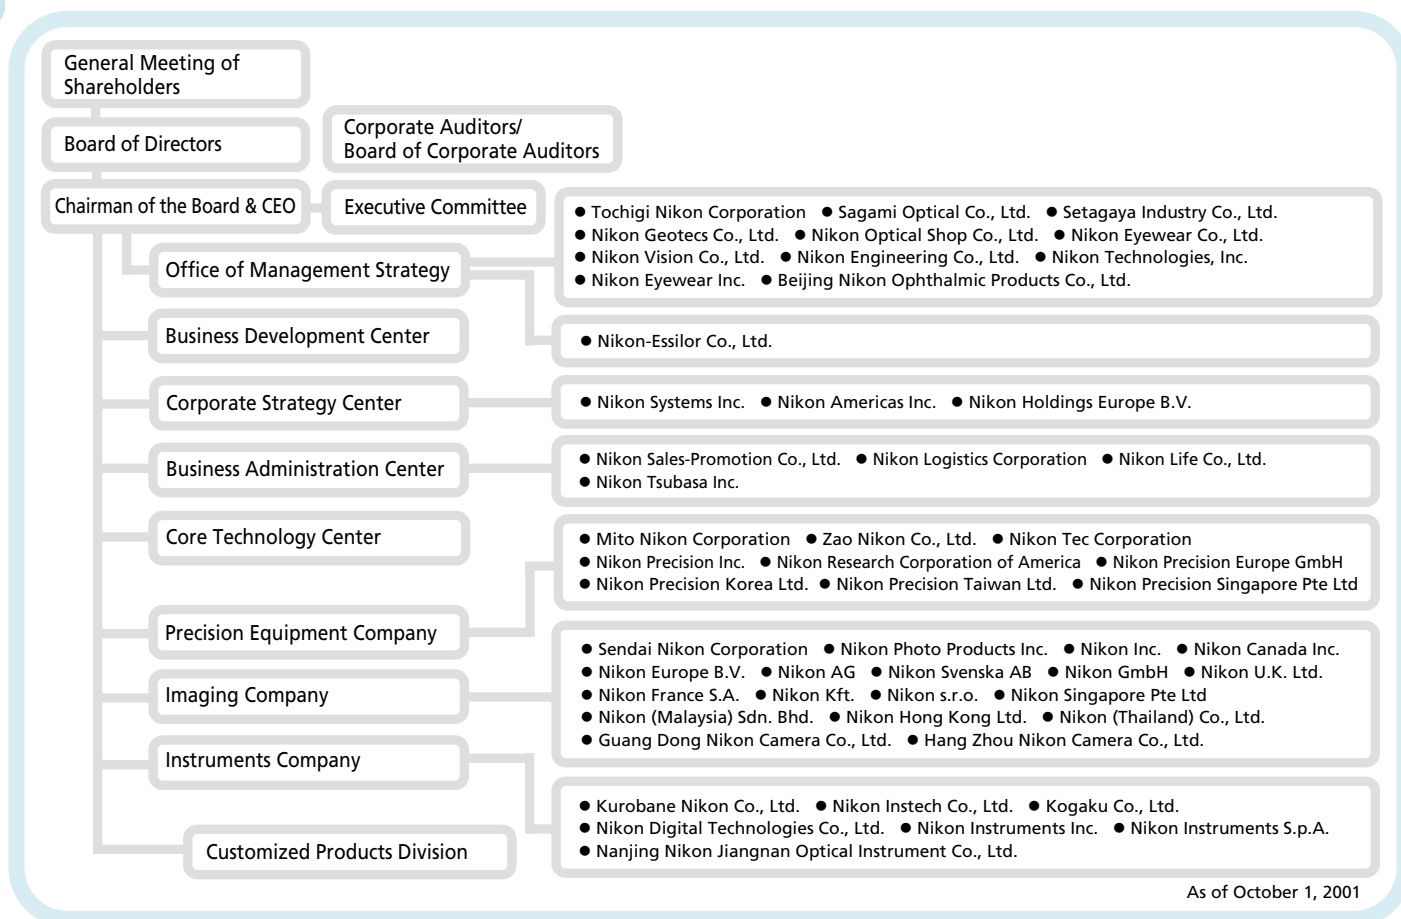 General Meeting of
Shareholders
Board of Directors
Corporate Auditors/
Board of Corporate Auditors
Chairman of the Board & CEO
Executive Committee
Office of Management Strategy
● Tochigi Nikon Corporation ● Sagami Optical Co., Ltd. ● Setagaya Industry Co., Ltd.
● Nikon Geotecs Co., Ltd. ● Nikon Optical Shop Co., Ltd. ● Nikon Eyewear Co., Ltd.
● Nikon Vision Co., Ltd. ● Nikon Engineering Co., Ltd. ● Nikon Technologies, Inc.
● Nikon Eyewear Inc. ● Beijing Nikon Ophthalmic Products Co., Ltd.
● Nikon-Essilor Co., Ltd.
Business Development Center
Corporate Strategy Center
● Nikon Systems Inc. ● Nikon Americas Inc. ● Nikon Holdings Europe B.V.
Business Administration Center
● Nikon Sales-Promotion Co., Ltd. ● Nikon Logistics Corporation ● Nikon Life Co., Ltd.
● Nikon Tsubasa Inc.
Core Technology Center
Precision Equipment Company
● Mito Nikon Corporation ● Zao Nikon Co., Ltd. ● Nikon Tec Corporation
● Nikon Precision Inc. ● Nikon Research Corporation of America ● Nikon Precision Europe GmbH
● Nikon Precision Korea Ltd. ● Nikon Precision Taiwan Ltd. ● Nikon Precision Singapore Pte Ltd
Imaging Company
● Sendai Nikon Corporation ● Nikon Photo Products Inc. ● Nikon Inc. ● Nikon Canada Inc.
● Nikon Europe B.V. ● Nikon AG ● Nikon Svenska AB ● Nikon GmbH ● Nikon U.K. Ltd.
● Nikon France S.A. ● Nikon Kft. ● Nikon s.r.o. ● Nikon Singapore Pte Ltd
● Nikon (Malaysia) Sdn. Bhd. ● Nikon Hong Kong Ltd. ● Nikon (Thailand) Co., Ltd.
● Guang Dong Nikon Camera Co., Ltd. ● Hang Zhou Nikon Camera Co., Ltd.
Instruments Company
● Kurobane Nikon Co., Ltd. ● Nikon Instech Co., Ltd. ● Kogaku Co., Ltd.
● Nikon Digital Technologies Co., Ltd. ● Nikon Instruments Inc. ● Nikon Instruments S.p.A.
● Nanjing Nikon Jiangnan Optical Instrument Co., Ltd.
Customized Products Division
As of October 1, 2001